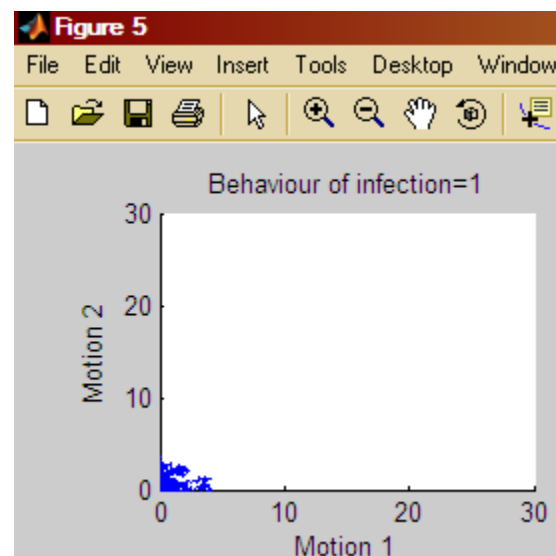 Figure 5
File Edit View Insert Tools Desktop Window
Behaviour of infection=1
30
20
10
0
Motion 2
0 10 20 30
Motion 1